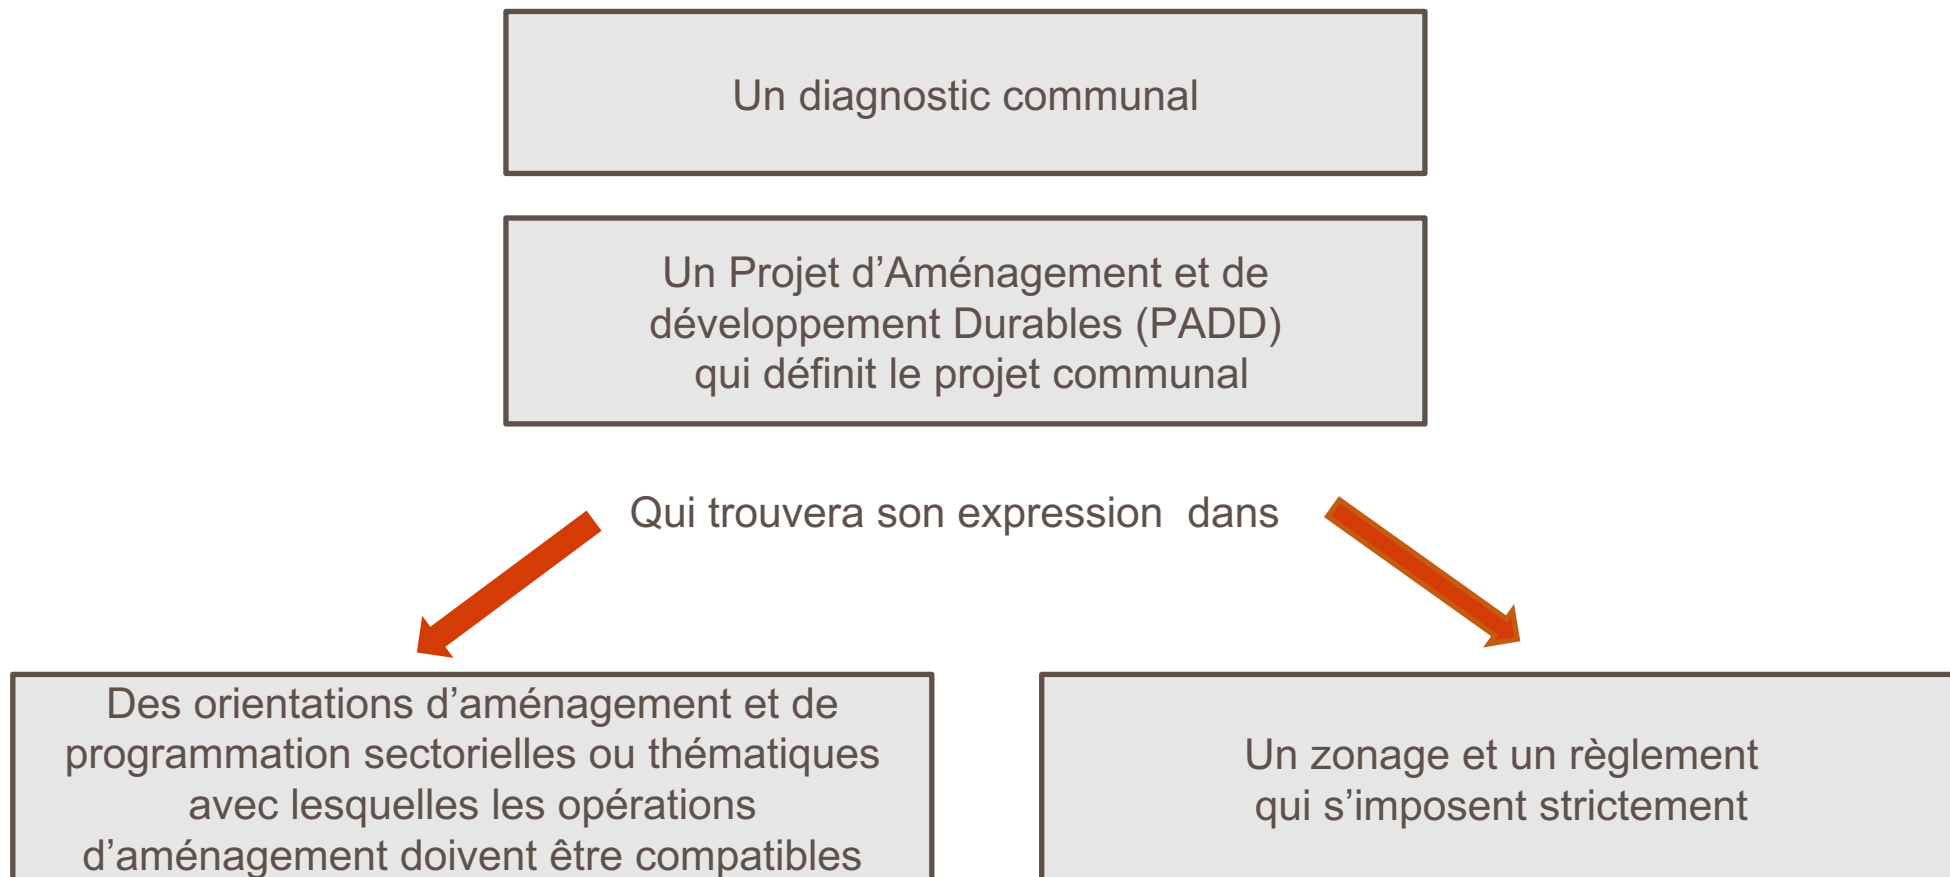 Un diagnostic communal
Un Projet d’Aménagement et de
développement Durables (PADD)
qui définit le projet communal
Qui trouvera son expression  dans
Des orientations d’aménagement et de
programmation sectorielles ou thématiques
avec lesquelles les opérations
d’aménagement doivent être compatibles
Un zonage et un règlement
qui s’imposent strictement